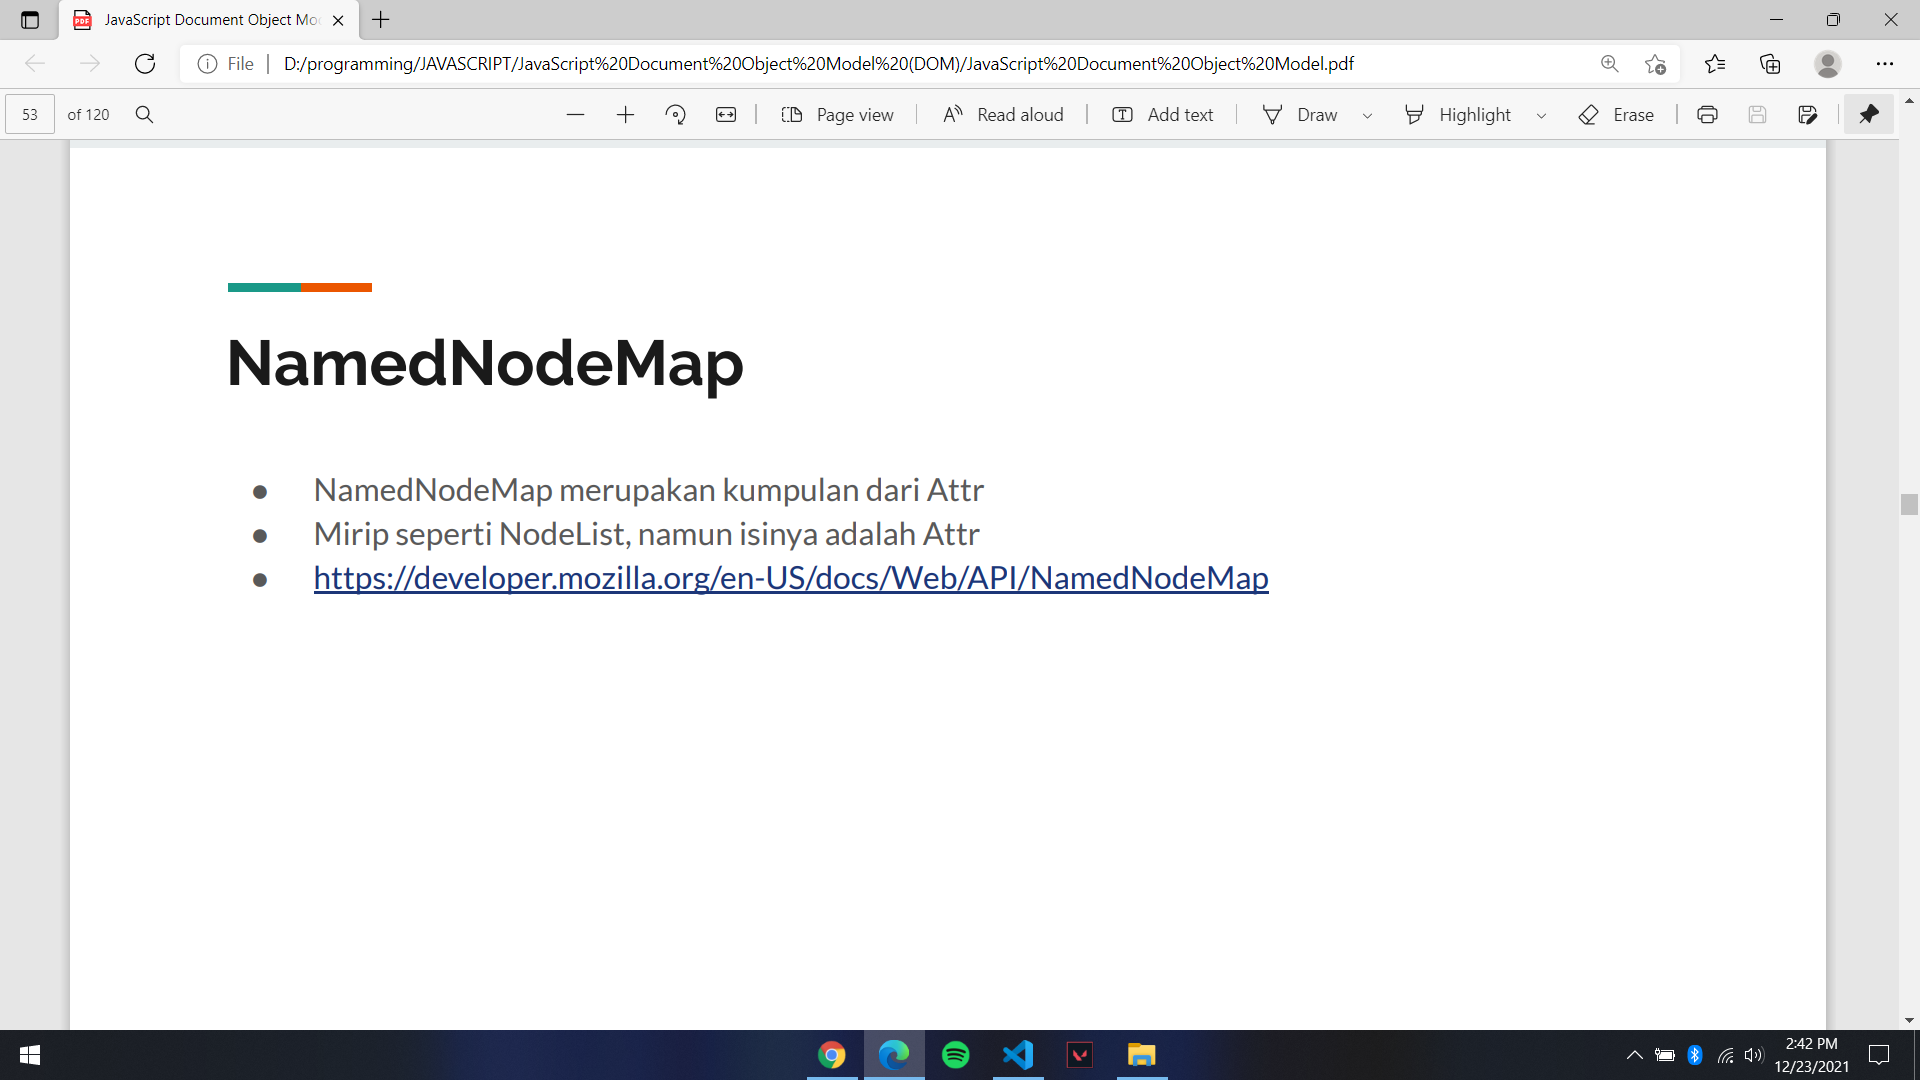 JavaScript Document Object Mo
File
D:/programming/JAVASCRIPT/JavaScript%20Document%20Object%20Model%20(DOM)/JavaScript%20Document%20Object%20Model.pdf
53 of 120
Page view
Read aloud
Add text
Draw
Highlight
Erase
NamedNodeMap
● NamedNodeMap merupakan kumpulan dari Attr
● Mirip seperti NodeList, namun isinya adalah Attr
● https://developer.mozilla.org/en-US/docs/Web/API/NamedNodeMap
2:42 PM
12/23/2021